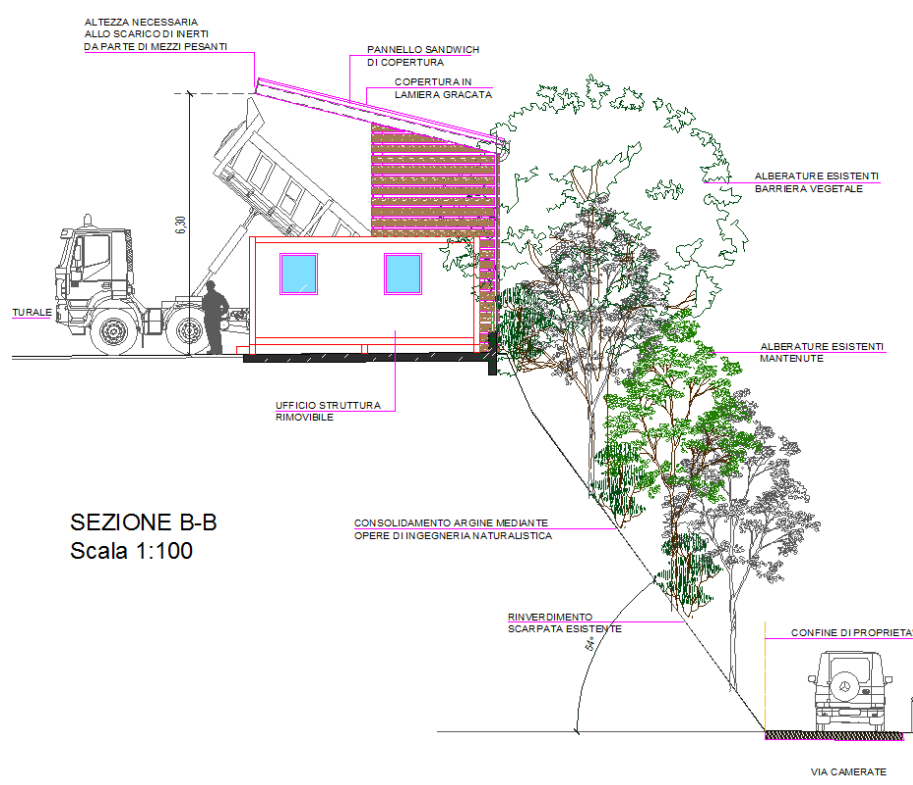 ALTEZZA NECESSARIA
ALLO SCARICO DI INERTI
DA PARTE DI MEZZI PESANTI
PANNELLO SANDWICH
DI COPERTURA
COPERTURA IN
LAMIERA GRACATA
ALBERATURE ESISTENTI
BARRIERA VEGETALE
6,30
TURALE
ALBERATURE ESISTENTI
MANTENUTE
UFFICIO STRUTTURA
RIMOVIBILE
SEZIONE B-B
Scala 1:100
CONSOLIDAMENTO ARGINE MEDIANTE
OPERE DI INGEGNERIA NATURALISTICA
RINVERDIMENTO
SCARPATA ESISTENTE
54°
CONFINE DI PROPRIETA'
VIA CAMERATE